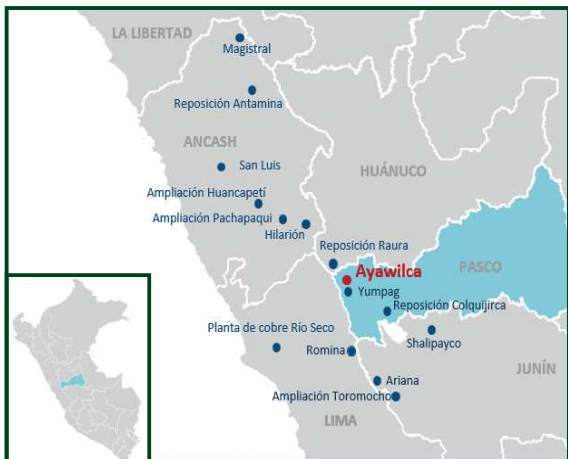 LA LIBERTAD
Magistral
Reposición Antamina
ANCASH
San Luis
HUÁNUCO
Ampliación Huancapetí
Ampliación Pachapaqui
Hilarión
Reposición Raura
Ayawilca
PASCO
Yumpag
Reposición Colquijirca
Planta de cobre Río Seco
Shalipayco
Romina
JUNÍN
Ariana
Ampliación Toromocho
LIMA